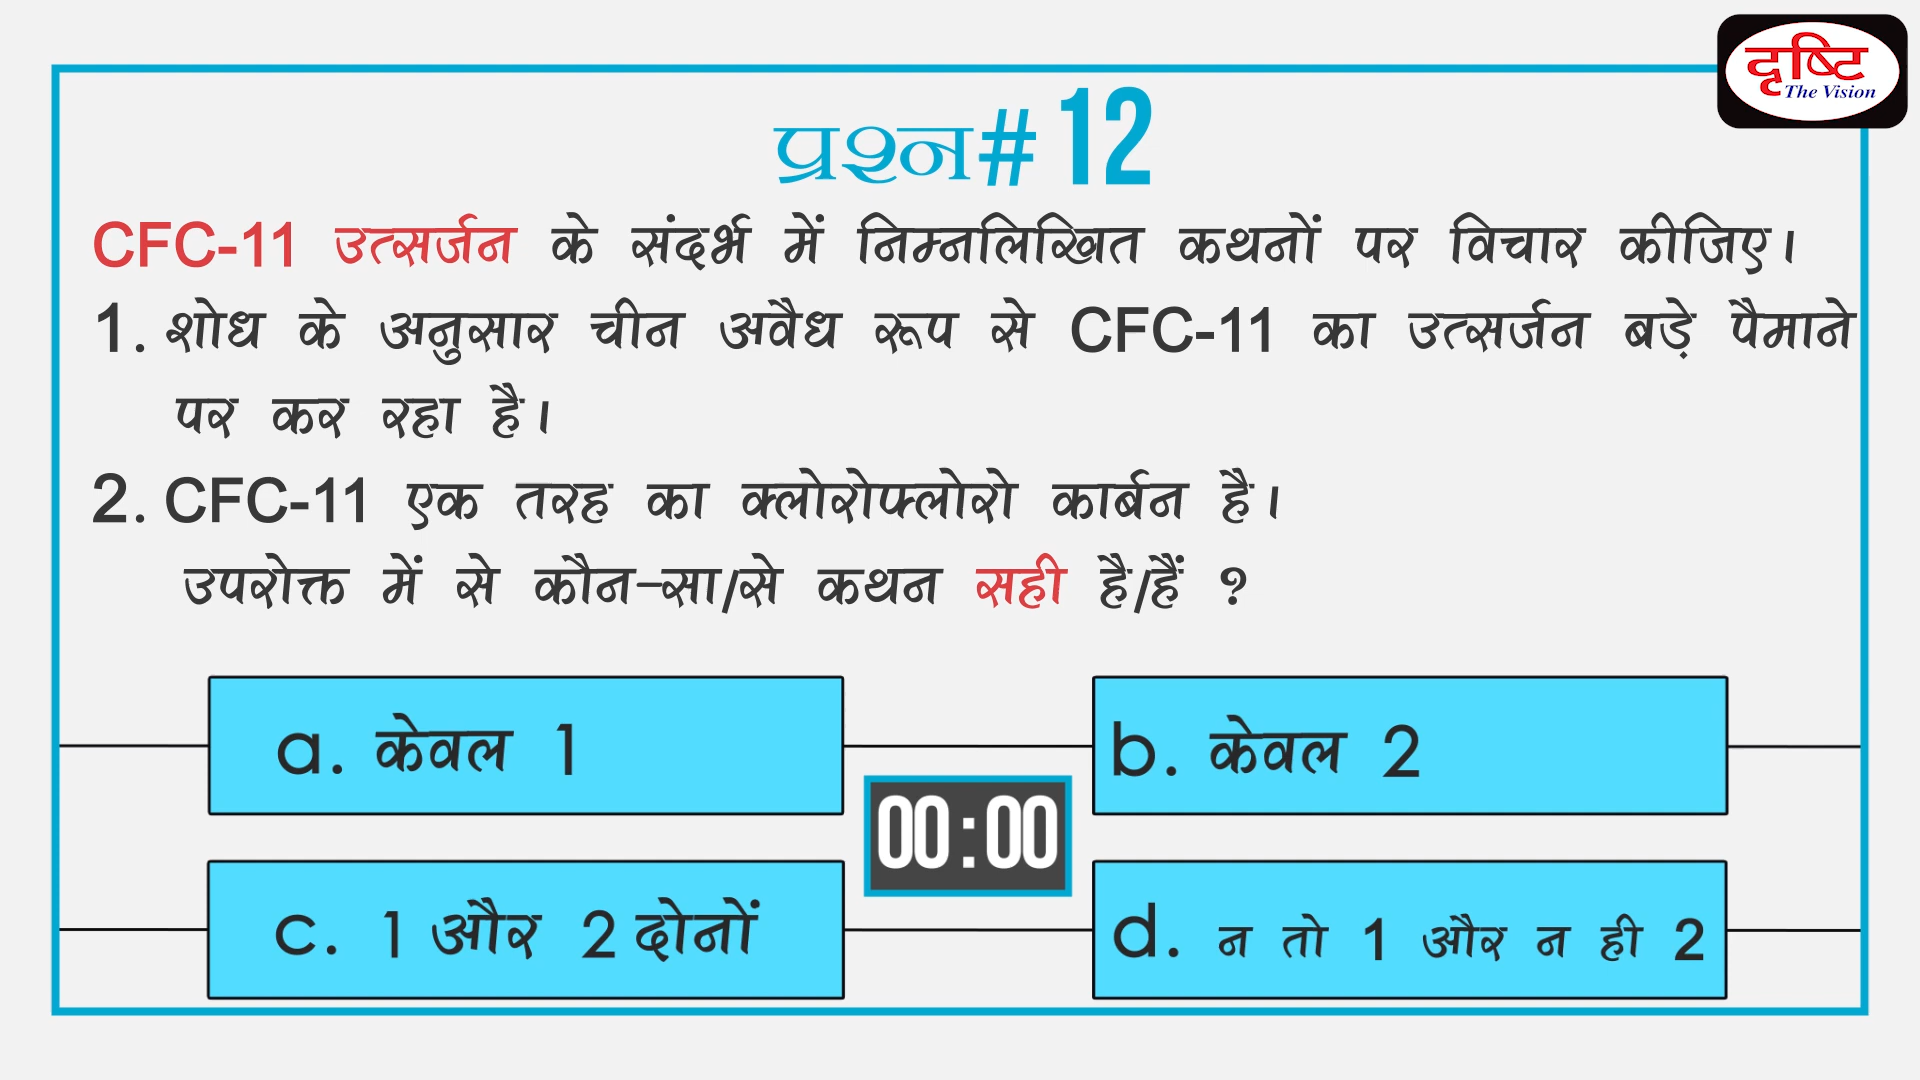 दृष्टि
The Vision
प्रश्न# 12
CFC-11 उत्सर्जन के संदर्भ में निम्नलिखित कथनों पर विचार कीजिए।
1. शोध के अनुसार चीन अवैध रूप से CFC-11 का उत्सर्जन बड़े पैमाने
पर कर रहा है।
2. CFC-11 एक तरह का क्लोरोफ्लोरो कार्बन है।
उपरोक्त में से कौन-सा/से कथन सही है/हैं ?
a. केवल 1
b. केवल 2
00:00
c. 1 और 2 दोनों
d. न तो 1 और न ही 2